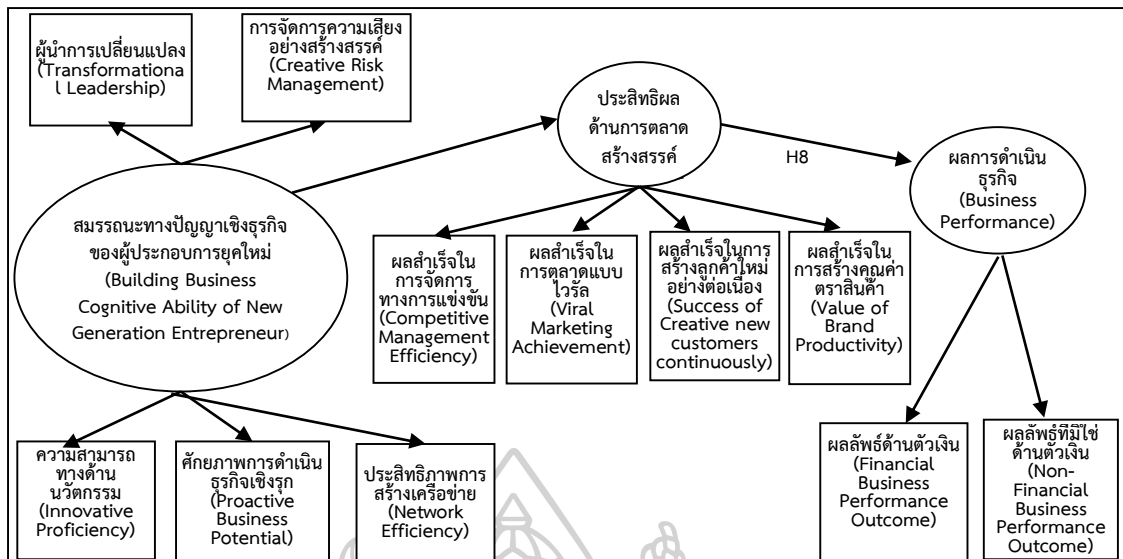 ผู้นำการเปลี่ยนแปลง
(Transformationa
l Leadership)
การจัดการความเสี่ยง
อย่างสร้างสรรค์
(Creative Risk
Management)
ประสิทธิผล
ด้านการตลาด
สร้างสรรค์
H8
ผลการดำเนิน
ธุรกิจ
(Business
Performance)
สมรรถนะทางปัญญาเชิงธุรกิจ
ของผู้ประกอบการยุคใหม่
(Building Business
Cognitive Ability of New
Generation Entrepreneur)
ผลสำเร็จใน
การจัดการ
ทางการแข่งขัน
(Competitive
Management
Efficiency)
ผลสำเร็จใน
การตลาดแบบ
ไวรัล
(Viral
Marketing
Achievement)
ผลสำเร็จในการ
สร้างลูกค้าใหม่
อย่างต่อเนื่อง
(Success of
Creative new
customers
continuously)
ผลสำเร็จใน
การสร้างคุณค่า
ตราสินค้า
(Value of
Brand
Productivity)
ความสามารถ
ทางด้าน
นวัตกรรม
(Innovative
Proficiency)
ศักยภาพการดำเนิน
ธุรกิจเชิงรุก
(Proactive
Business
Potential)
ประสิทธิภาพการ
สร้างเครือข่าย
(Network
Efficiency)
ผลลัพธ์ด้านตัวเงิน
(Financial
Business
Performance
Outcome)
ผลลัพธ์ที่มิใช่
ด้านตัวเงิน
(Non-
Financial
Business
Performance
Outcome)